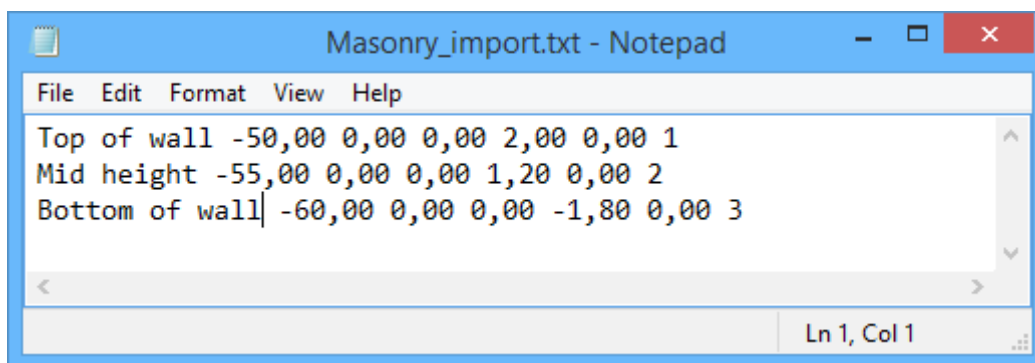 Masonry_import.txt - Notepad
File Edit Format View Help
Top of wall -50,00 0,00 0,00 2,00 0,00 1
Mid height -55,00 0,00 0,00 1,20 0,00 2
Bottom of wall -60,00 0,00 0,00 -1,80 0,00 3
Ln 1, Col 1